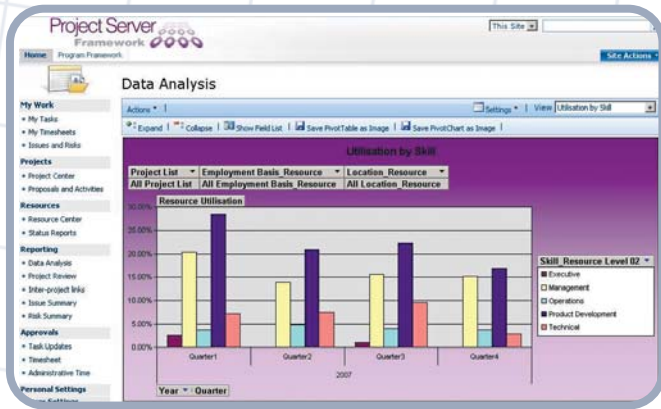 Project Server
Framework
This Site
Home Program Framework
Site Actions
Data Analysis
My Work
• My Tasks
• My Timesheets
• Issues and Risks
Projects
• Project Center
• Proposals and Activities
Resources
• Resource Center
• Status Reports
Reporting
• Data Analysis
• Project Review
• Inter-project links
• Issue Summary
• Risk Summary
Approvals
• Task Updates
• Timesheet
• Administrative Time
Personal Settings
Actions
Settings
View Utilisation by Skill
Expand Collapse Show Field List Save PivotTable as Image Save PivotChart as Image
Utilisation by Skill
Project List Employment Basis_Resource Location_Resource
All Project List All Employment Basis_Resource All Location_Resource
Resource Utilisation
30.00%
25.00%
20.00%
15.00%
10.00%
5.00%
0.00%
Quarter1 Quarter2 Quarter3 Quarter4
2007
Year Quarter
Skill_Resource Level 02
Executive
Management
Operations
Product Development
Technical